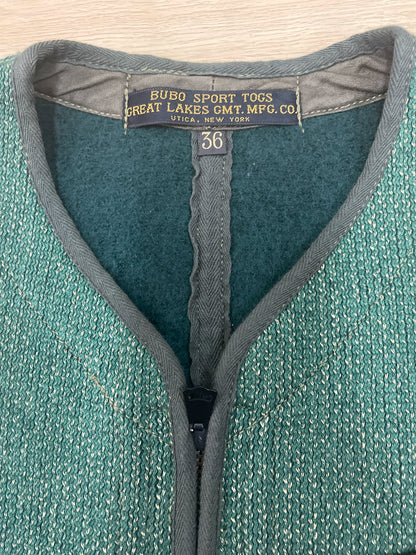 BUBO SPORT TOGS
GREAT LAKES GMT. MFG. CO.
UTICA, NEW YORK
36